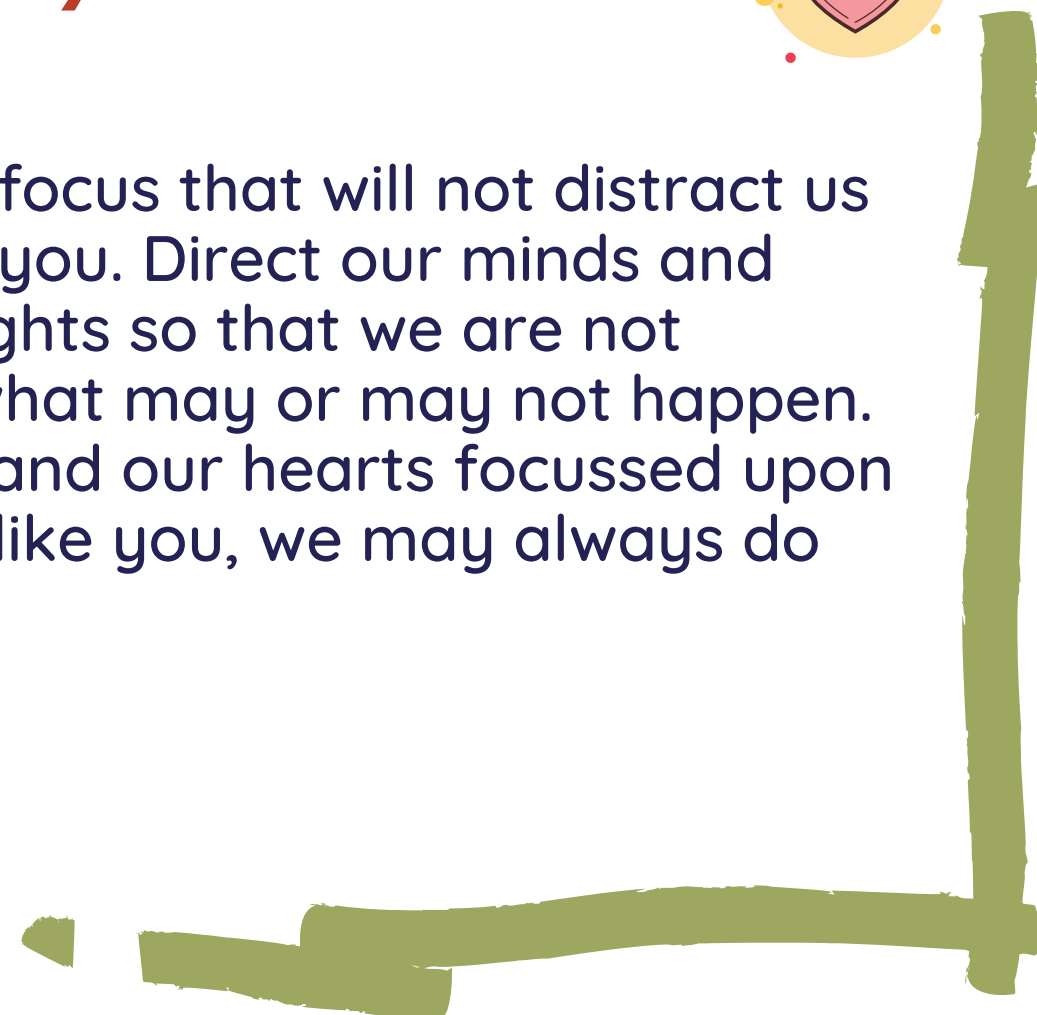 focus that will not distract us
you. Direct our minds and
ghts so that we are not
hat may or may not happen.
and our hearts focussed upon
like you, we may always do